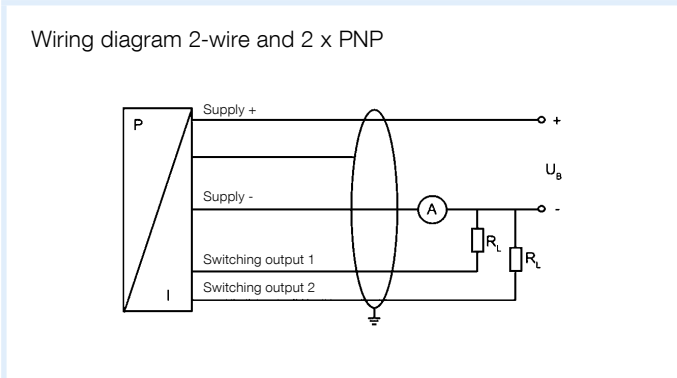 Wiring diagram 2-wire and 2 x PNP
Supply +
P
+
U_B
Supply -
A
-
R_L
R_L
Switching output 1
Switching output 2
I